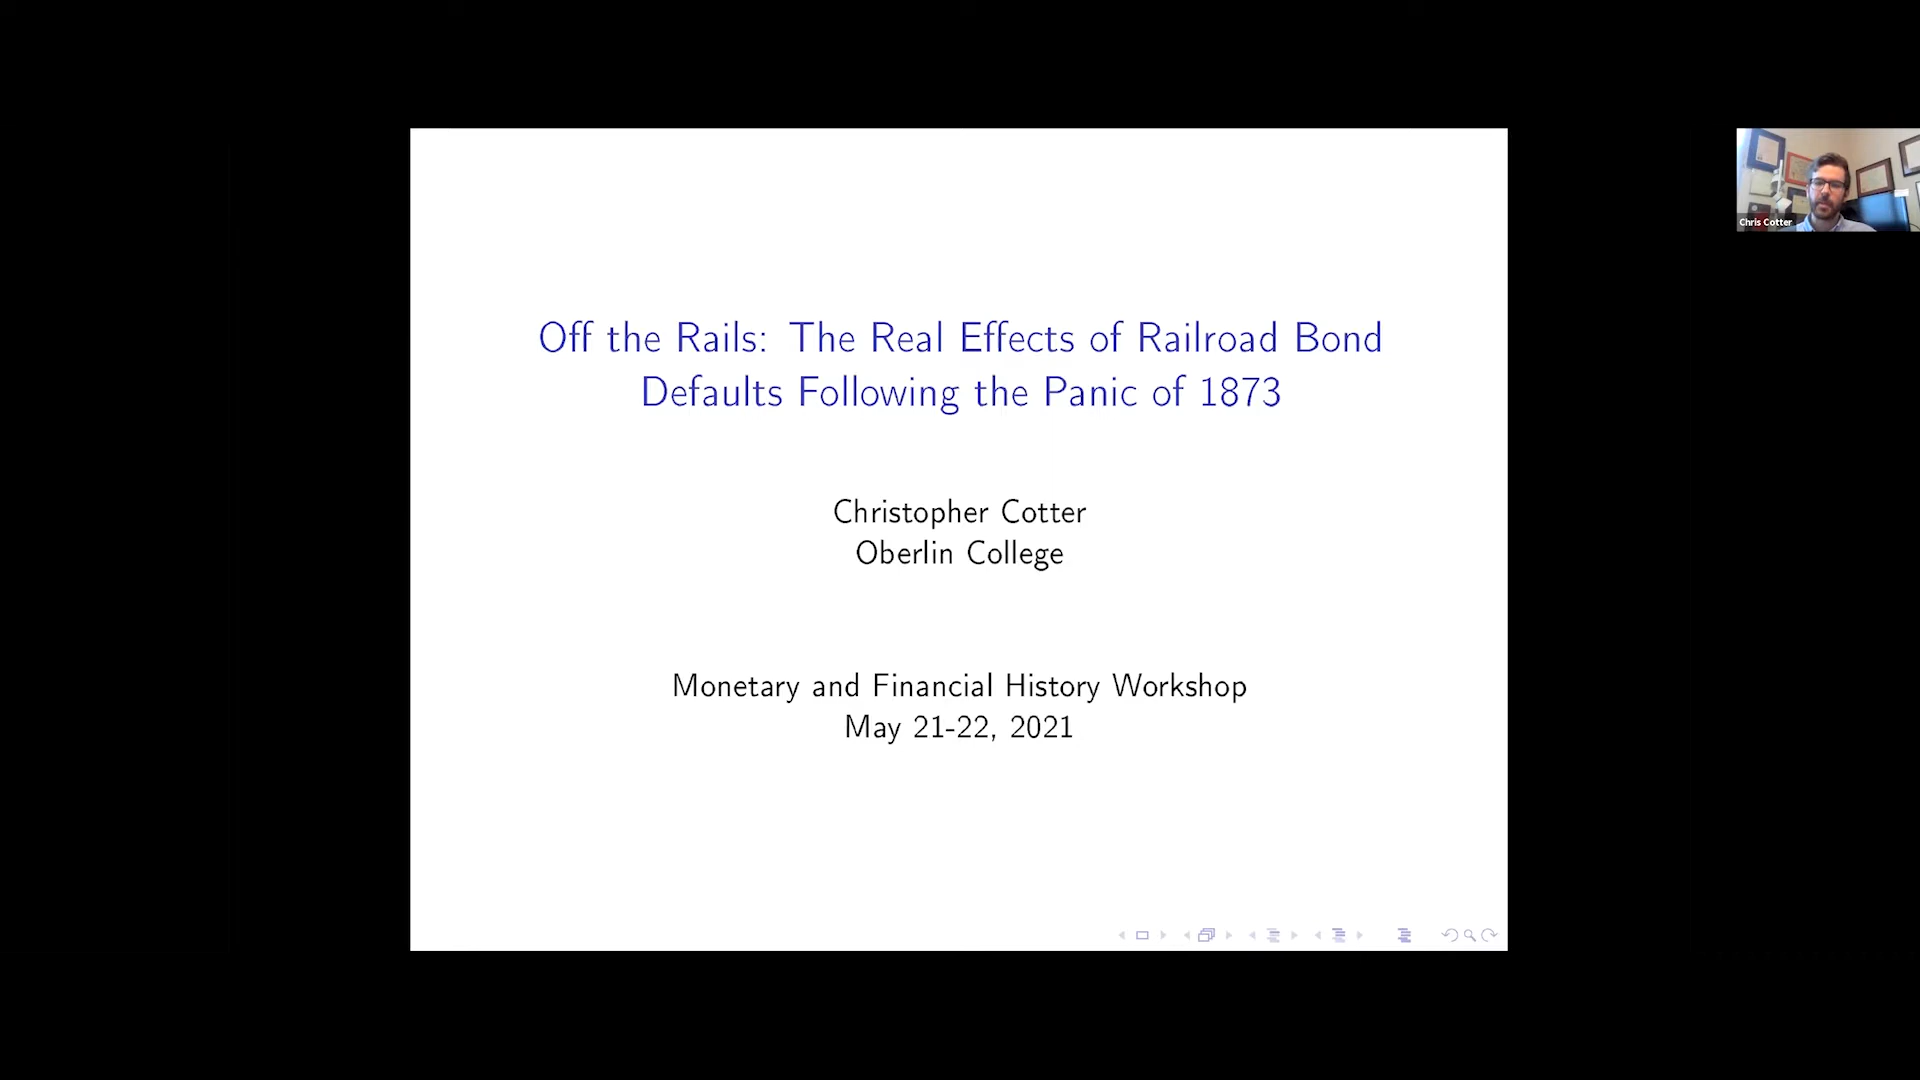 Off the Rails: The Real Effects of Railroad Bond
Defaults Following the Panic of 1873
Christopher Cotter
Oberlin College
Monetary and Financial History Workshop
May 21-22, 2021
Chris Cotter